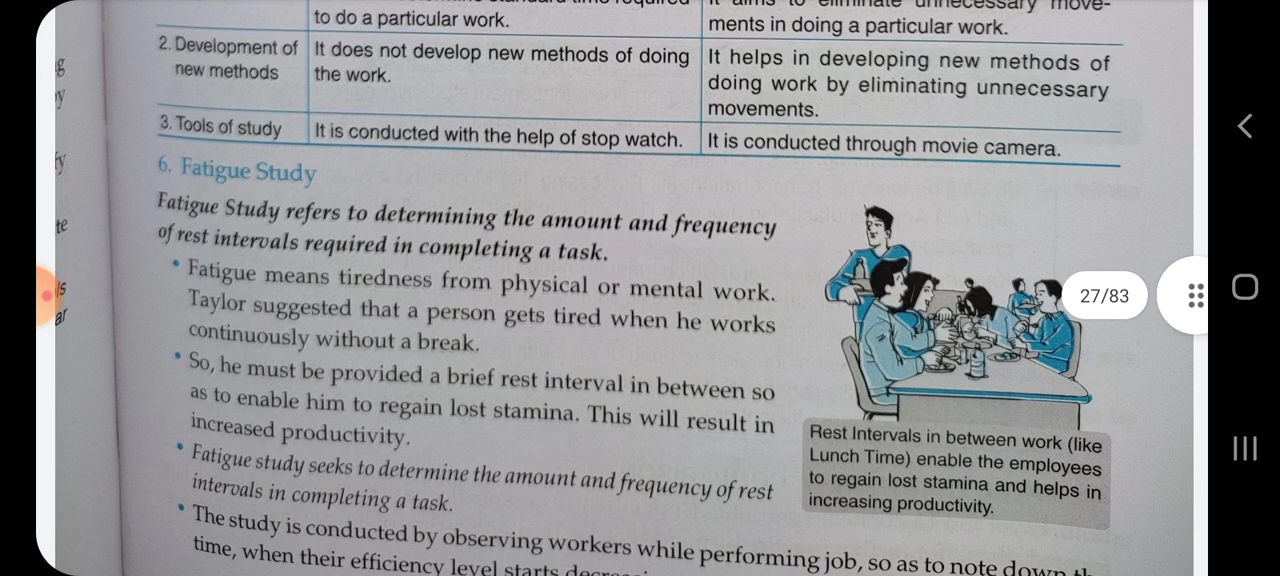 to do a particular work.
It aims to eliminate unnecessary move-
ments in doing a particular work.
2. Development of
new methods
It does not develop new methods of doing
the work.
It helps in developing new methods of
doing work by eliminating unnecessary
movements.
3. Tools of study
It is conducted with the help of stop watch.
It is conducted through movie camera.
6. Fatigue Study
Fatigue Study refers to determining the amount and frequency
of rest intervals required in completing a task.
• Fatigue means tiredness from physical or mental work.
Taylor suggested that a person gets tired when he works
continuously without a break.
• So, he must be provided a brief rest interval in between so
as to enable him to regain lost stamina. This will result in
increased productivity.
• Fatigue study seeks to determine the amount and frequency of rest
intervals in completing a task.
• The study is conducted by observing workers while performing job, so as to note down
time, when their efficiency level starts
Rest Intervals in between work (like
Lunch Time) enable the employees
to regain lost stamina and helps in
increasing productivity.
27/83